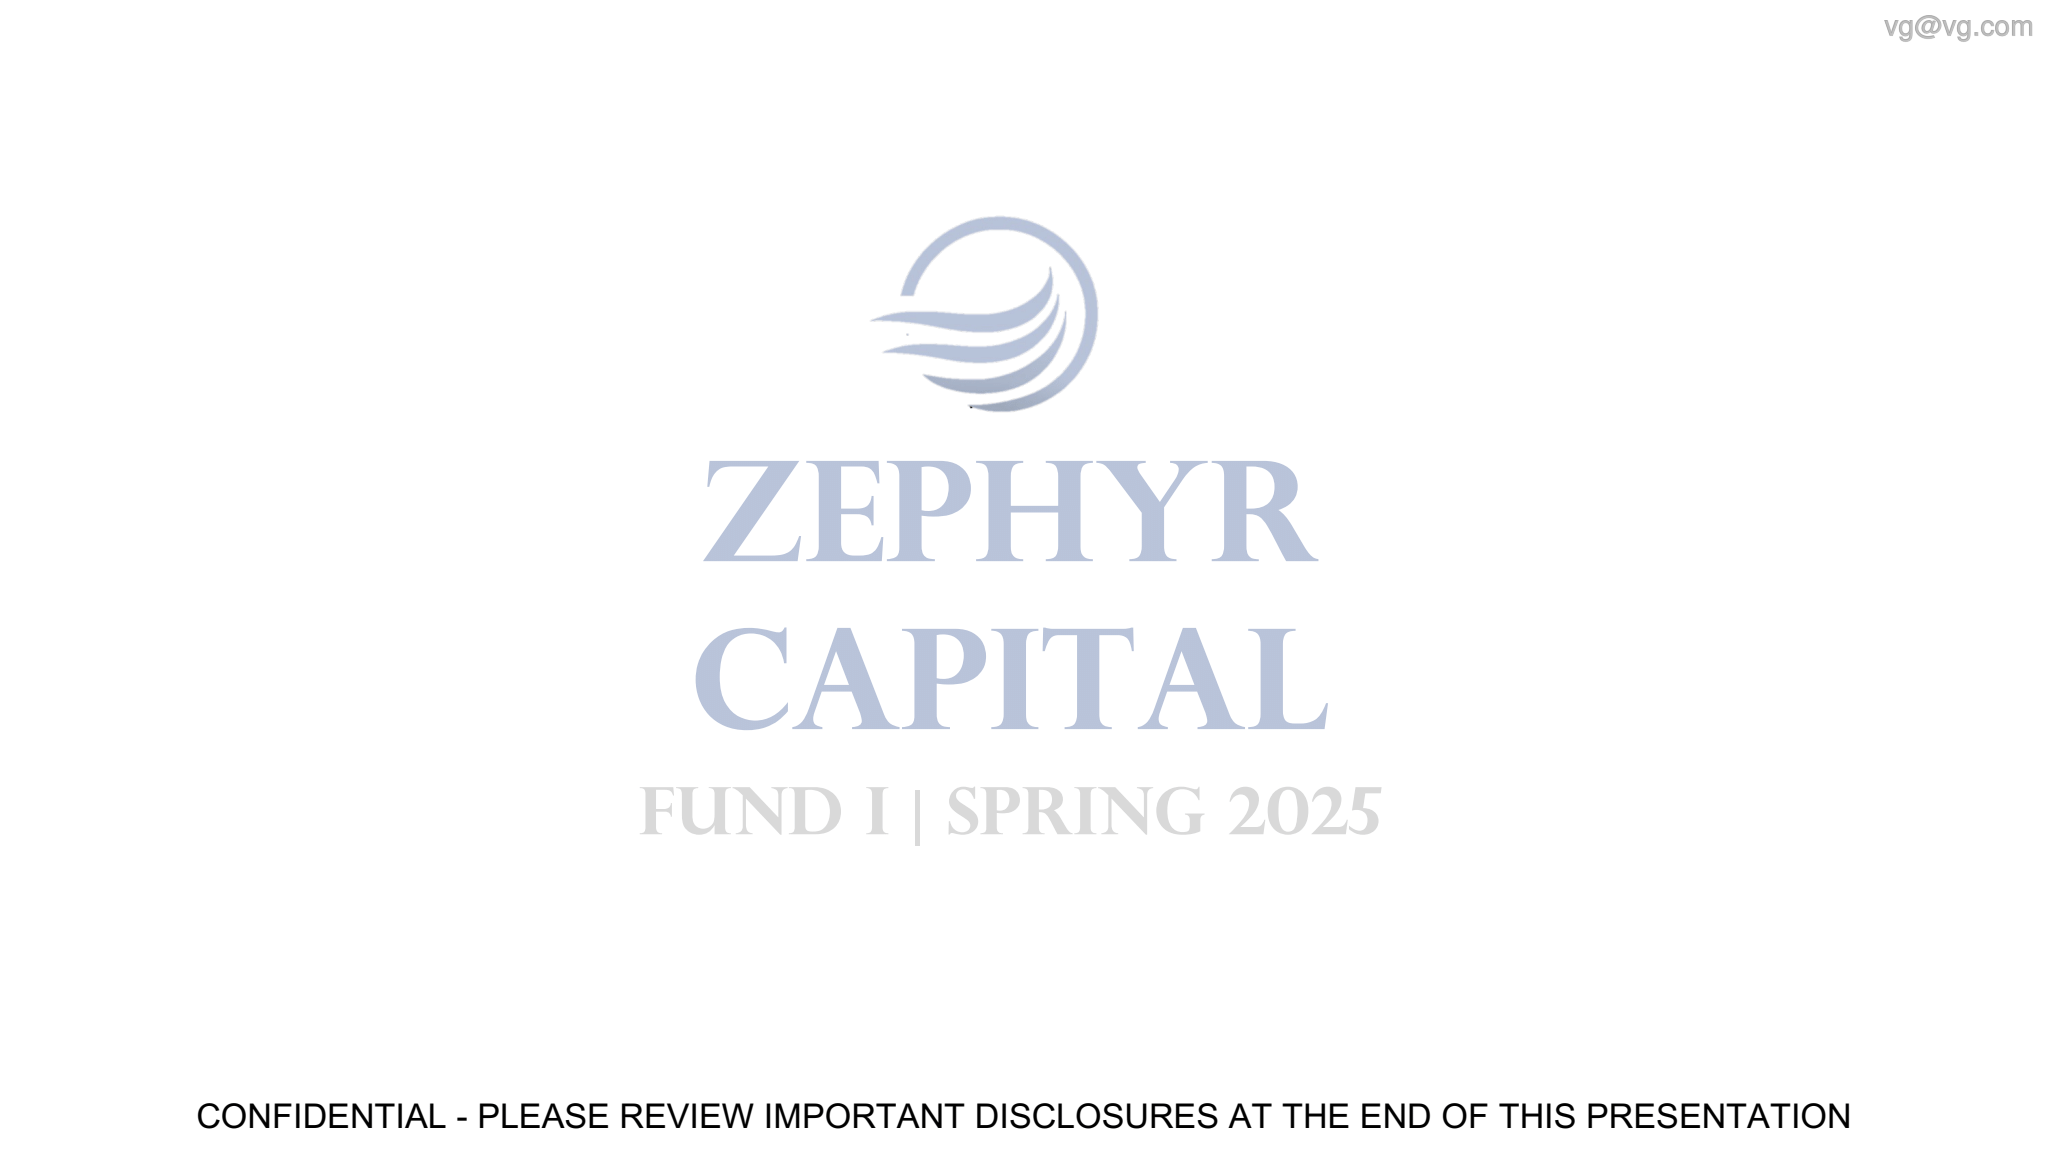 vg@vg.com
ZEPHYR
CAPITAL
FUND I | SPRING 2025
CONFIDENTIAL - PLEASE REVIEW IMPORTANT DISCLOSURES AT THE END OF THIS PRESENTATION